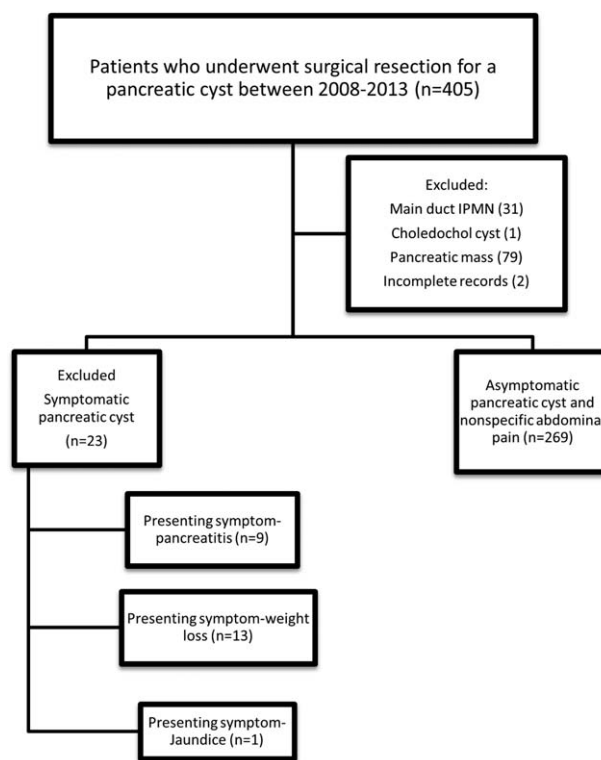 Patients who underwent surgical resection for a
pancreatic cyst between 2008-2013 (n=405)
Excluded:
Main duct IPMN (31)
Choledochol cyst (1)
Pancreatic mass (79)
Incomplete records (2)
Excluded
Symptomatic
pancreatic cyst
(n=23)
Asymptomatic
pancreatic cyst and
nonspecific abdomina
pain (n=269)
Presenting symptom-
pancreatitis (n=9)
Presenting symptom-weight
loss (n=13)
Presenting symptom-
Jaundice (n=1)